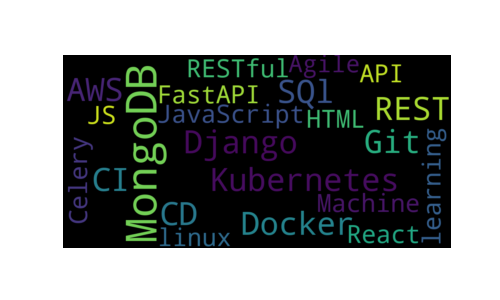 RESTful
Agile
API
AWS
FastAPI
SQl
JS
JavaScript
HTML
REST
MongoDB
Django
Git
Celery
CI
Kubernetes
learning
CD
Machine
linux
Docker
React